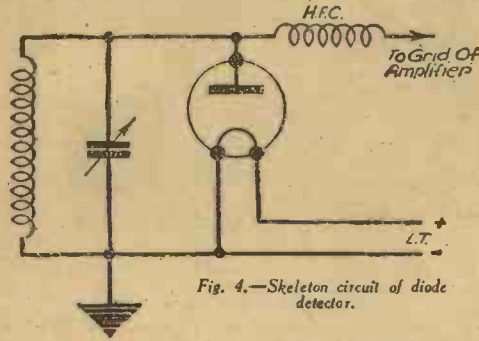 H.F.C.
To Grid Of
Amplifier
+
L.T.
-
Fig. 4.—Skeleton circuit of diode
detector.